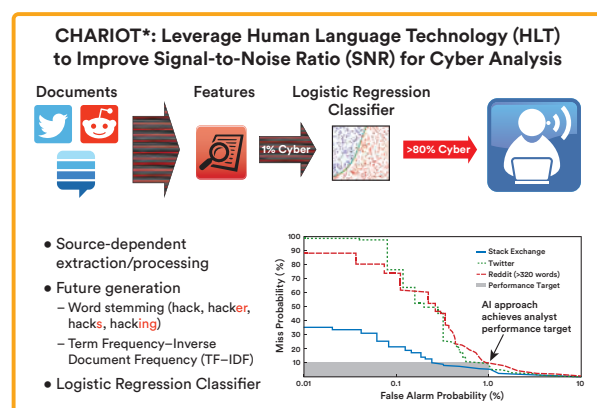 CHARIOT*: Leverage Human Language Technology (HLT)
to Improve Signal-to-Noise Ratio (SNR) for Cyber Analysis
Documents
Features
Logistic Regression
Classifier
1% Cyber
>80% Cyber
● Source-dependent
extraction/processing
● Future generation
– Word stemming (hack, hacker,
hacks, hacking)
– Term Frequency–Inverse
Document Frequency (TF–IDF)
● Logistic Regression Classifier
Miss Probability (%)
100
90
80
70
60
50
40
30
20
10
0.01
0.1
1.0
10
False Alarm Probability (%)
Stack Exchange
Twitter
Reddit (>320 words)
Performance Target
AI approach
achieves analyst
performance target